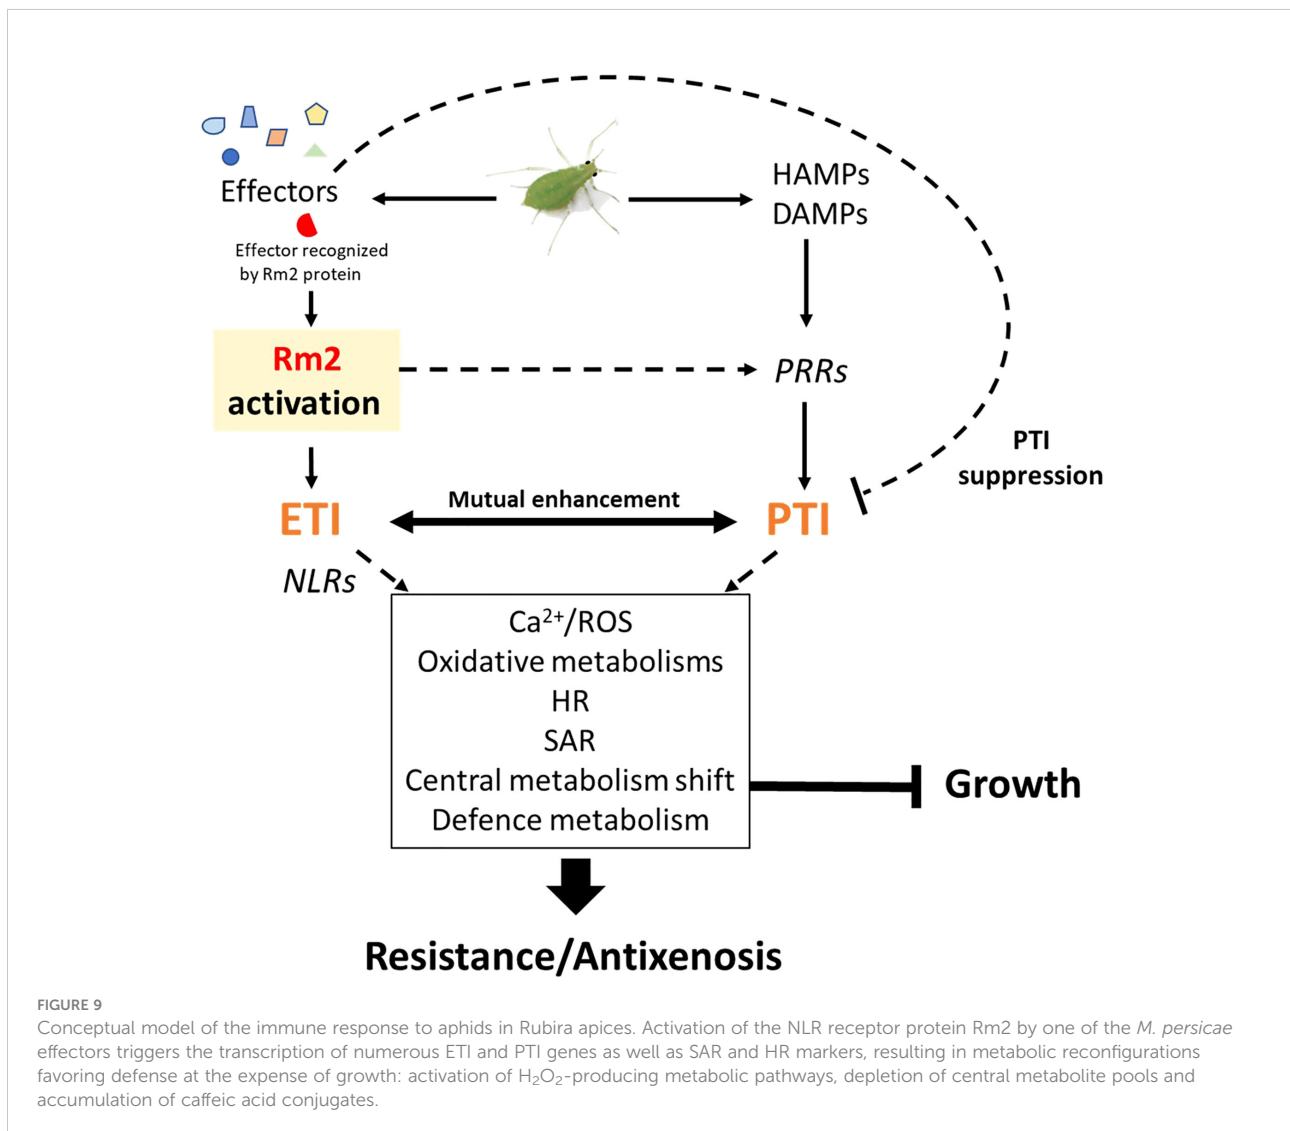 Effectors
HAMPs
DAMPs
Effector recognized
by Rm2 protein
Rm2
activation
PRRs
PTI
suppression
Mutual enhancement
ETI
PTI
NLRs
Ca²⁺/ROS
Oxidative metabolisms
HR
SAR
Central metabolism shift
Defence metabolism
Growth
Resistance/Antixenosis
FIGURE 9
Conceptual model of the immune response to aphids in Rubira apices. Activation of the NLR receptor protein Rm2 by one of the M. persicae
effectors triggers the transcription of numerous ETI and PTI genes as well as SAR and HR markers, resulting in metabolic reconfigurations
favoring defense at the expense of growth: activation of H₂O₂-producing metabolic pathways, depletion of central metabolite pools and
accumulation of caffeic acid conjugates.